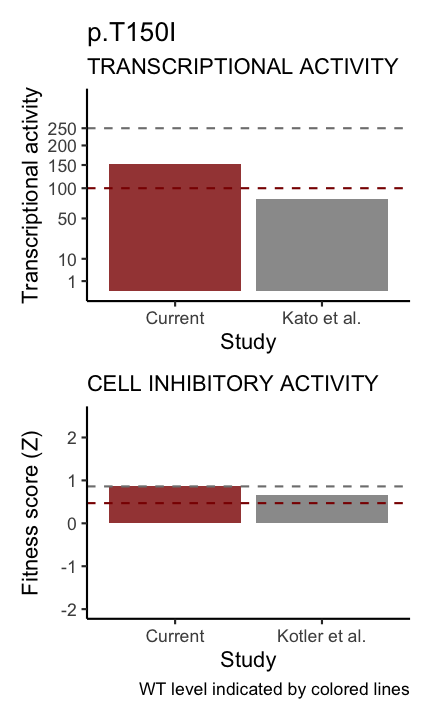 p.T150I
TRANSCRIPTIONAL ACTIVITY
Transcriptional activity
250
200
150
100
50
10
1
Current
Kato et al.
Study
CELL INHIBITORY ACTIVITY
Fitness score (Z)
2
1
0
-1
-2
Current
Kotler et al.
Study
WT level indicated by colored lines